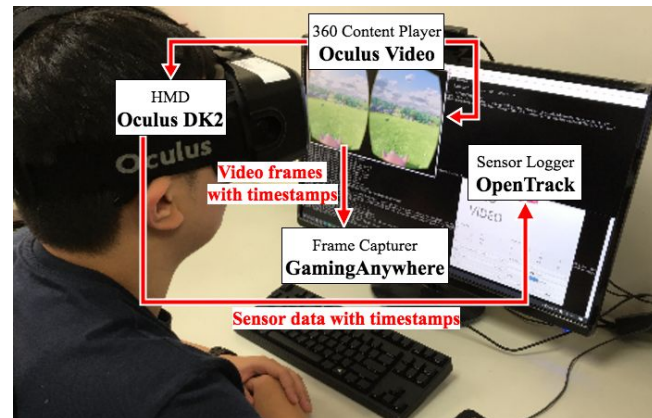 360 Content Player
Oculus Video
HMD
Oculus DK2
Oculus
Sensor Logger
OpenTrack
Video frames
with timestamps
VIDEO
Frame Capturer
GamingAnywhere
Sensor data with timestamps